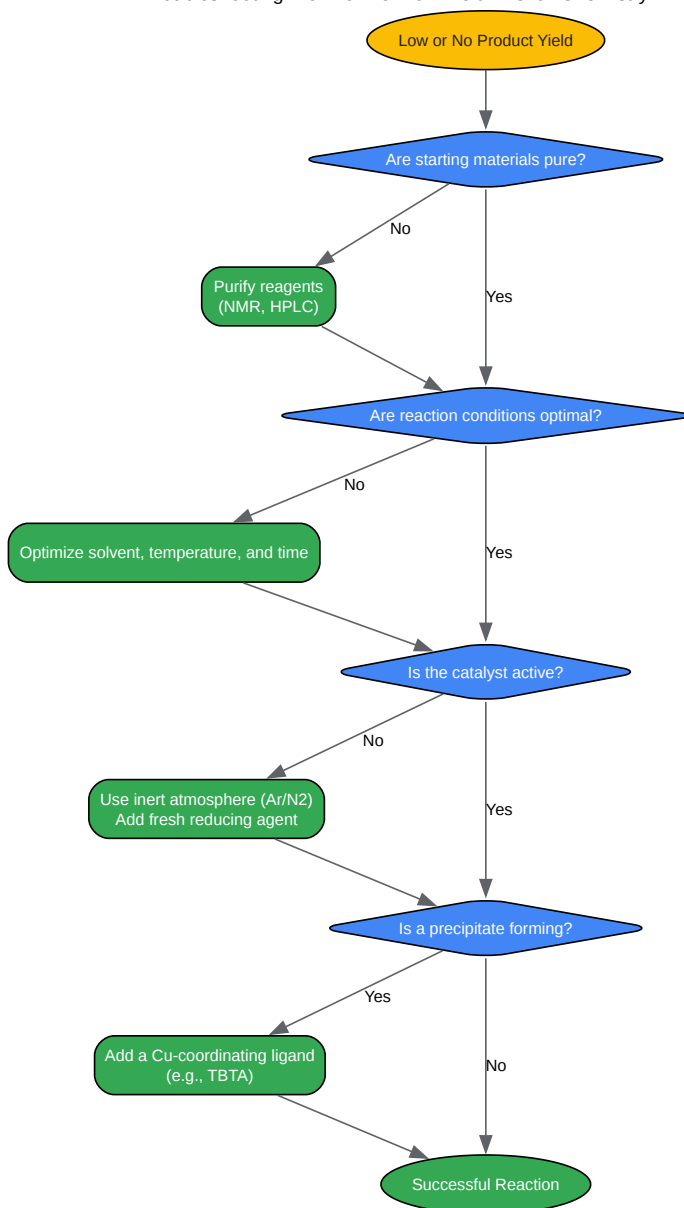 Low or No Product Yield
Are starting materials pure?
No
Purify reagents
(NMR, HPLC)
Yes
Are reaction conditions optimal?
No
Optimize solvent, temperature, and time
Yes
Is the catalyst active?
No
Use inert atmosphere (Ar/N2)
Add fresh reducing agent
Yes
Is a precipitate forming?
Yes
Add a Cu-coordinating ligand
(e.g., TBTA)
No
Successful Reaction